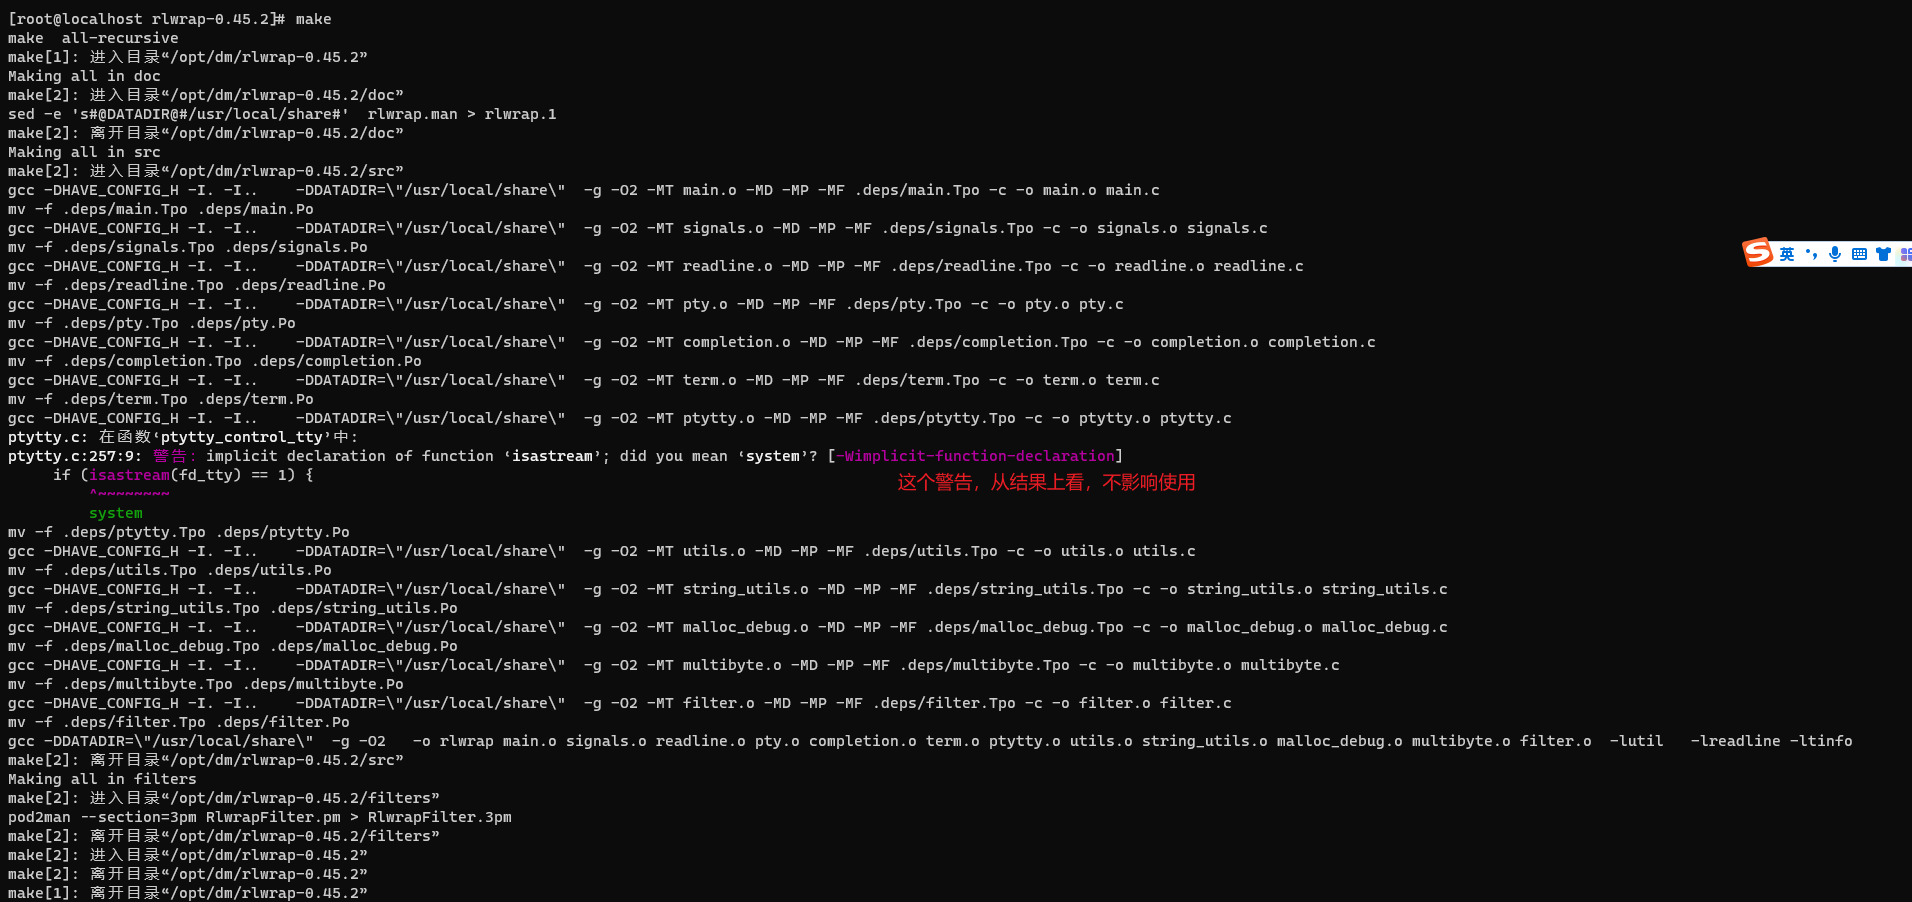 [root@localhost rlwrap-0.45.2]# make
make  all-recursive
make[1]: 进入目录“/opt/dm/rlwrap-0.45.2”
Making all in doc
make[2]: 进入目录“/opt/dm/rlwrap-0.45.2/doc”
sed -e 's#@DATADIR@#/usr/local/share#'  rlwrap.man > rlwrap.1
make[2]: 离开目录“/opt/dm/rlwrap-0.45.2/doc”
Making all in src
make[2]: 进入目录“/opt/dm/rlwrap-0.45.2/src”
gcc -DHAVE_CONFIG_H -I. -I..    -DDATADIR=\"/usr/local/share\"  -g -O2 -MT main.o -MD -MP -MF .deps/main.Tpo -c -o main.o main.c
mv -f .deps/main.Tpo .deps/main.Po
gcc -DHAVE_CONFIG_H -I. -I..    -DDATADIR=\"/usr/local/share\"  -g -O2 -MT signals.o -MD -MP -MF .deps/signals.Tpo -c -o signals.o signals.c
mv -f .deps/signals.Tpo .deps/signals.Po
gcc -DHAVE_CONFIG_H -I. -I..    -DDATADIR=\"/usr/local/share\"  -g -O2 -MT readline.o -MD -MP -MF .deps/readline.Tpo -c -o readline.o readline.c
英
mv -f .deps/readline.Tpo .deps/readline.Po
gcc -DHAVE_CONFIG_H -I. -I..    -DDATADIR=\"/usr/local/share\"  -g -O2 -MT pty.o -MD -MP -MF .deps/pty.Tpo -c -o pty.o pty.c
mv -f .deps/pty.Tpo .deps/pty.Po
gcc -DHAVE_CONFIG_H -I. -I..    -DDATADIR=\"/usr/local/share\"  -g -O2 -MT completion.o -MD -MP -MF .deps/completion.Tpo -c -o completion.o completion.c
mv -f .deps/completion.Tpo .deps/completion.Po
gcc -DHAVE_CONFIG_H -I. -I..    -DDATADIR=\"/usr/local/share\"  -g -O2 -MT term.o -MD -MP -MF .deps/term.Tpo -c -o term.o term.c
mv -f .deps/term.Tpo .deps/term.Po
gcc -DHAVE_CONFIG_H -I. -I..    -DDATADIR=\"/usr/local/share\"  -g -O2 -MT ptytty.o -MD -MP -MF .deps/ptytty.Tpo -c -o ptytty.o ptytty.c
ptytty.c: 在函数‘ptytty_control_tty’中:
ptytty.c:257:9: 警告：implicit declaration of function ‘isastream’; did you mean ‘system’? [-Wimplicit-function-declaration]
     if (isastream(fd_tty) == 1) {
这个警告，从结果上看，不影响使用
         ^~~~~~~~~
         system
mv -f .deps/ptytty.Tpo .deps/ptytty.Po
gcc -DHAVE_CONFIG_H -I. -I..    -DDATADIR=\"/usr/local/share\"  -g -O2 -MT utils.o -MD -MP -MF .deps/utils.Tpo -c -o utils.o utils.c
mv -f .deps/utils.Tpo .deps/utils.Po
gcc -DHAVE_CONFIG_H -I. -I..    -DDATADIR=\"/usr/local/share\"  -g -O2 -MT string_utils.o -MD -MP -MF .deps/string_utils.Tpo -c -o string_utils.o string_utils.c
mv -f .deps/string_utils.Tpo .deps/string_utils.Po
gcc -DHAVE_CONFIG_H -I. -I..    -DDATADIR=\"/usr/local/share\"  -g -O2 -MT malloc_debug.o -MD -MP -MF .deps/malloc_debug.Tpo -c -o malloc_debug.o malloc_debug.c
mv -f .deps/malloc_debug.Tpo .deps/malloc_debug.Po
gcc -DHAVE_CONFIG_H -I. -I..    -DDATADIR=\"/usr/local/share\"  -g -O2 -MT multibyte.o -MD -MP -MF .deps/multibyte.Tpo -c -o multibyte.o multibyte.c
mv -f .deps/multibyte.Tpo .deps/multibyte.Po
gcc -DHAVE_CONFIG_H -I. -I..    -DDATADIR=\"/usr/local/share\"  -g -O2 -MT filter.o -MD -MP -MF .deps/filter.Tpo -c -o filter.o filter.c
mv -f .deps/filter.Tpo .deps/filter.Po
gcc -DDATADIR=\"/usr/local/share\"  -g -O2   -o rlwrap main.o signals.o readline.o pty.o completion.o term.o ptytty.o utils.o string_utils.o malloc_debug.o multibyte.o filter.o  -lutil   -lreadline -ltinfo
make[2]: 离开目录“/opt/dm/rlwrap-0.45.2/src”
Making all in filters
make[2]: 进入目录“/opt/dm/rlwrap-0.45.2/filters”
pod2man --section=3pm RlwrapFilter.pm > RlwrapFilter.3pm
make[2]: 离开目录“/opt/dm/rlwrap-0.45.2/filters”
make[2]: 进入目录“/opt/dm/rlwrap-0.45.2”
make[2]: 离开目录“/opt/dm/rlwrap-0.45.2”
make[1]: 离开目录“/opt/dm/rlwrap-0.45.2”